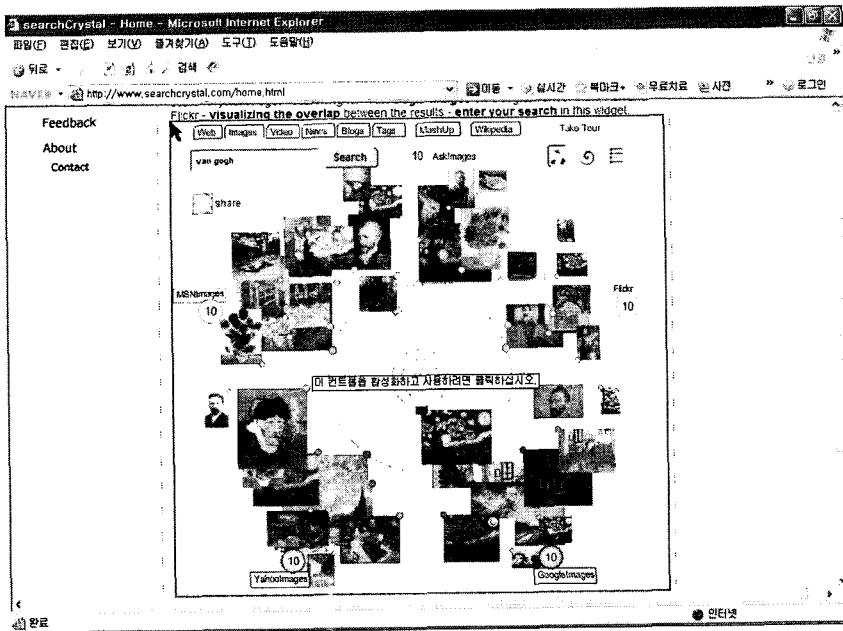 searchCrystal - Home - Microsoft Internet Explorer
파일(F) 편집(E) 보기(V) 즐겨찾기(A) 도구(T) 도움말(H)
뒤로 검색
연결
NAVER http://www.searchcrystal.com/home.html 이동 실시간 북마크 무료치료 사전 로그인
Flickr - visualizing the overlap between the results - enter your search in this widget.
Feedback
About
Contact
Web Images Video News Blogs Tags MashUp Wikipedia Take Tour
van gogh Search 10 AskImages
share
MSNImages
10
Flickr
10
이 컨트롤을 활성화하고 사용하려면 클릭하십시오.
10
YahooImages
10
GoogleImages
완료
인터넷